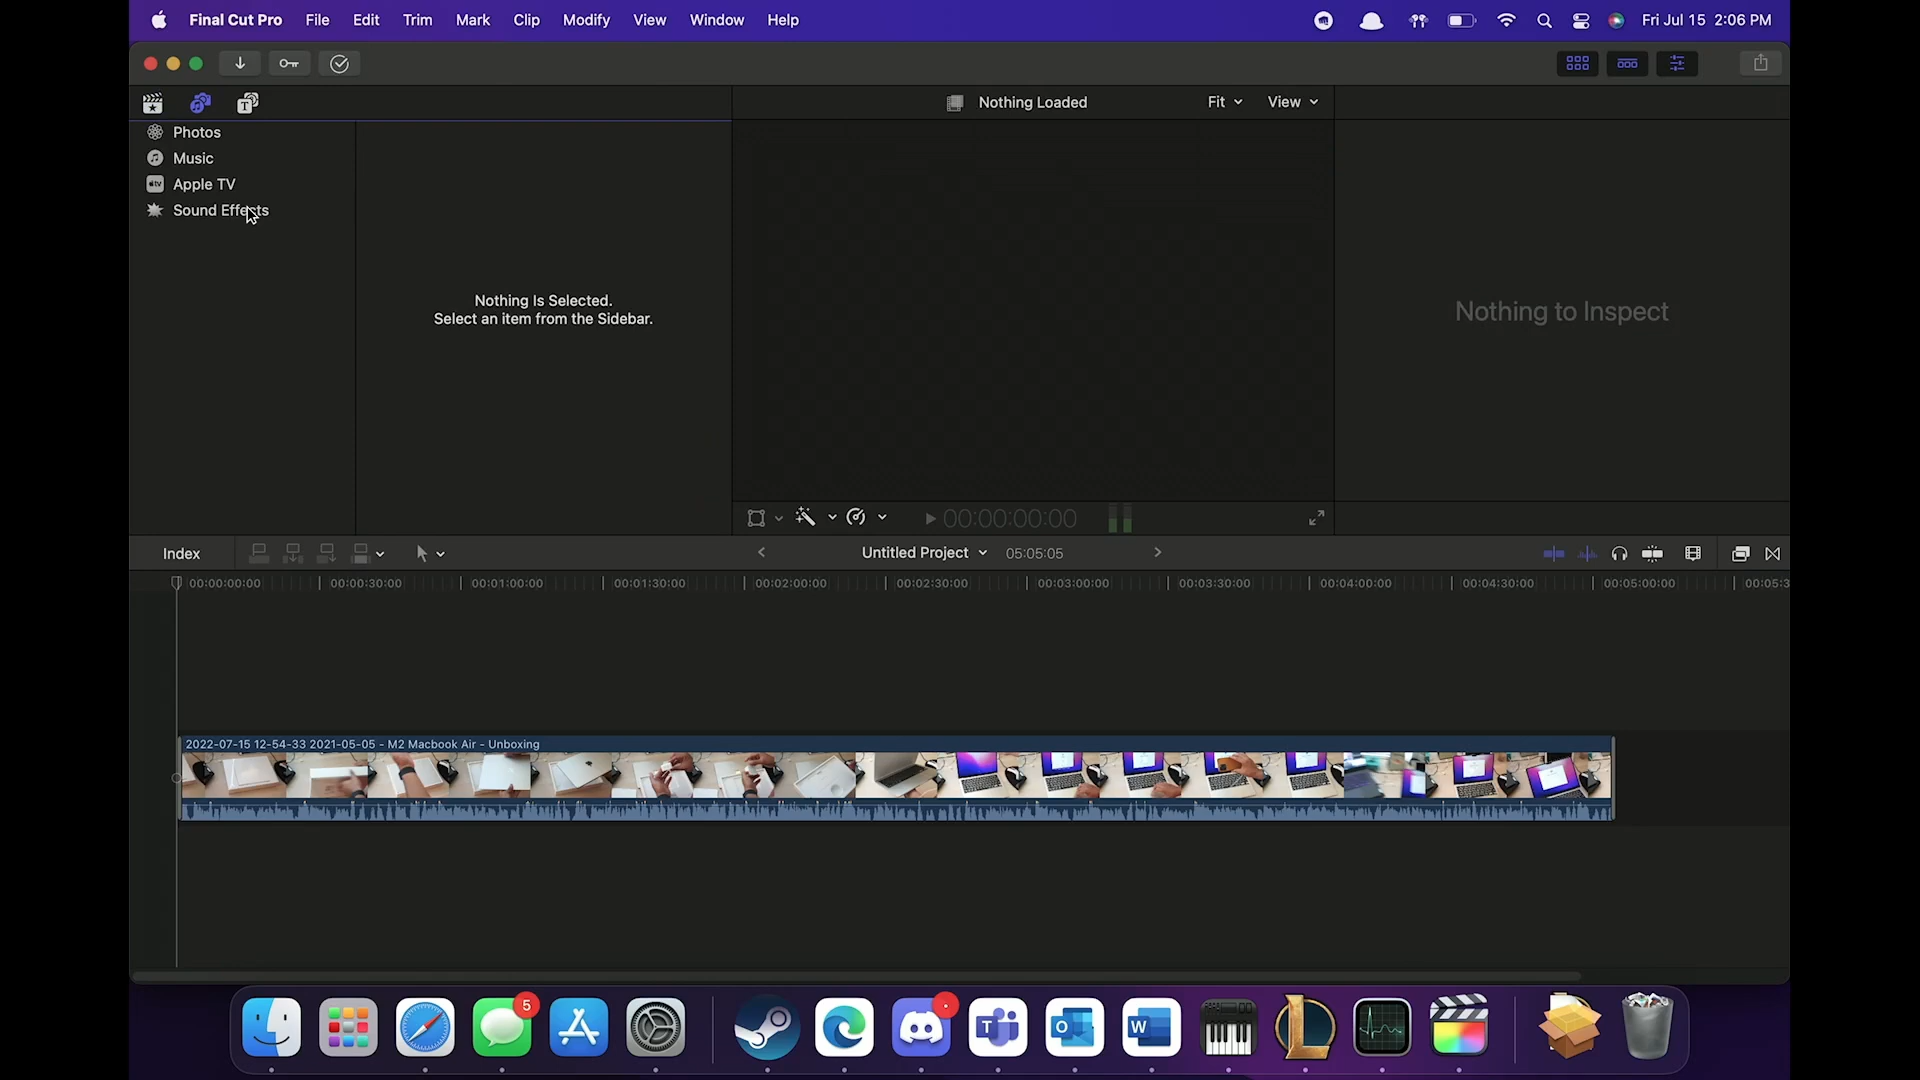 Final Cut Pro File Edit Trim Mark Clip Modify View Window Help Fri Jul 15 2:06 PM
Nothing Loaded Fit View
Photos
Music
Apple TV
Sound Effects
Nothing Is Selected.
Select an item from the Sidebar.
Nothing to Inspect
00:00:00:00
Index Untitled Project 05:05:05
00:00:00:00 00:00:30:00 00:01:00:00 00:01:30:00 00:02:00:00 00:02:30:00 00:03:00:00 00:03:30:00 00:04:00:00 00:04:30:00 00:05:00:00 00:05:3
2022-07-15 12-54-33 2021-05-05 - M2 Macbook Air - Unboxing
5